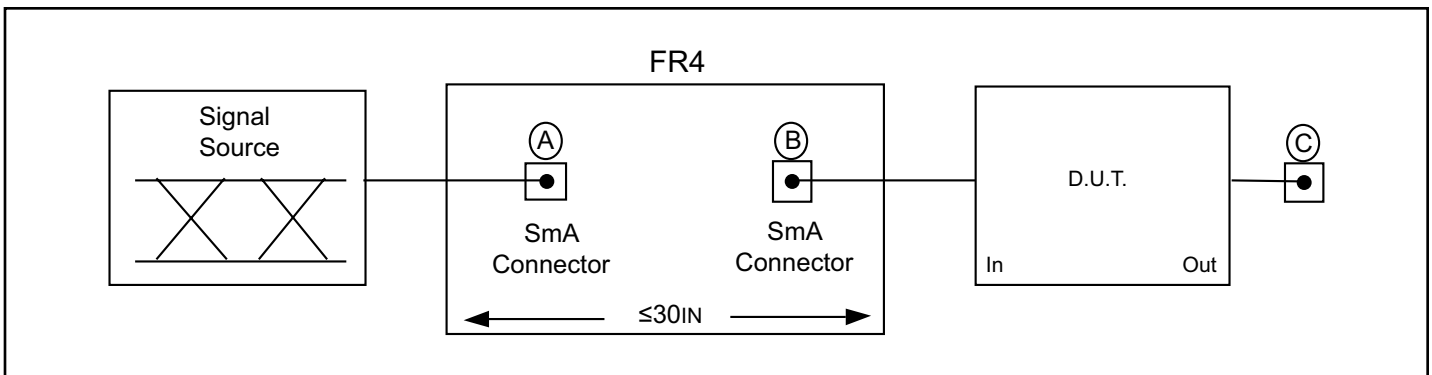 FR4
Signal
Source
A
B
C
D.U.T.
SmA
Connector
SmA
Connector
In
Out
≤30IN